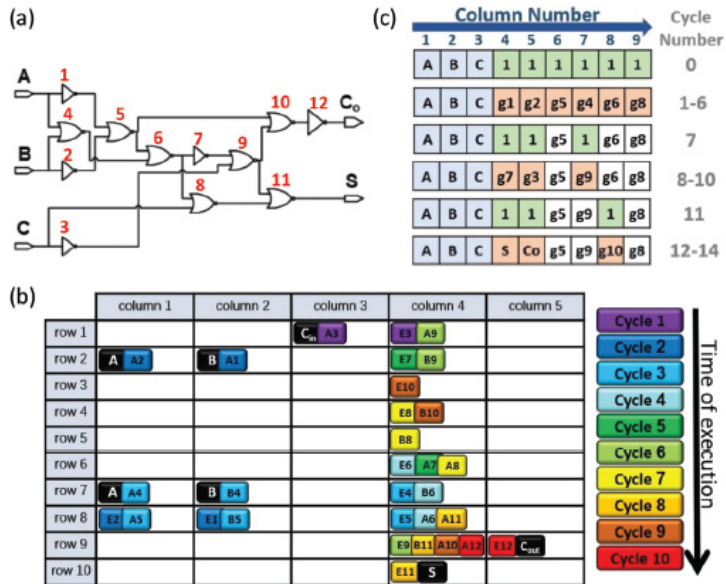 (a)
A
B
C
1
2
3
4
5
6
7
8
9
10
11
12
Co
S
(c)
Column Number
Cycle
Number
1 2 3 4 5 6 7 8 9
A B C 1 1 1 1 1 1 0
A B C g1 g2 g5 g4 g6 g8 1-6
A B C 1 1 g5 1 g6 g8 7
A B C g7 g3 g5 g9 g6 g8 8-10
A B C 1 1 g5 g9 1 g8 11
A B C S Co g5 g9 g10 g8 12-14
(b)
column 1 column 2 column 3 column 4 column 5
row 1 Cin A3 E3 A9
row 2 A A2 B A1 E7 B9
row 3 E10
row 4 E8 B10
row 5 B8
row 6 E6 A7 A8
row 7 A A4 B B4 E4 B6
row 8 E2 A5 E1 B5 E5 A6 A11
row 9 E9 B11 A10 A12 E12 Cout
row 10 E11 S
Cycle 1
Cycle 2
Cycle 3
Cycle 4
Cycle 5
Cycle 6
Cycle 7
Cycle 8
Cycle 9
Cycle 10
Time of execution